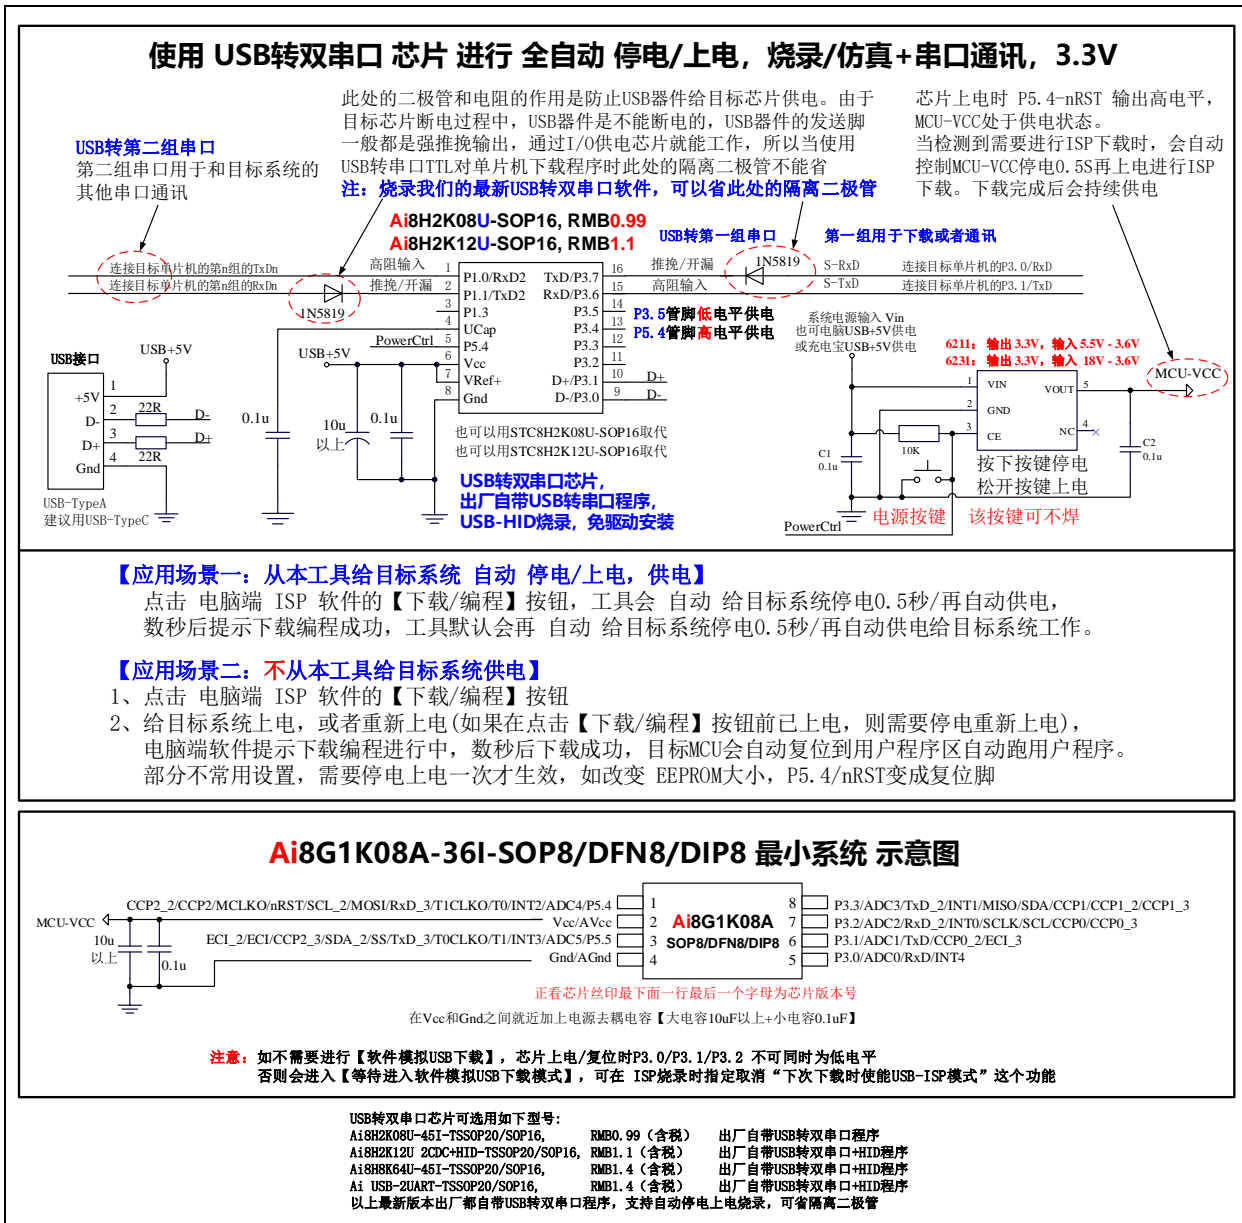 使用 USB转双串口 芯片 进行 全自动 停电/上电，烧录/仿真+串口通讯，3.3V
此处的二极管和电阻的作用是防止USB器件给目标芯片供电。由于
目标芯片断电过程中，USB器件是不能断电的，USB器件的发送脚
一般都是强推挽输出，通过I/O供电芯片就能工作，所以当使用
USB转串口TTL对单片机下载程序时此处的隔离二极管不能省
注：烧录我们的最新USB转双串口软件，可以省此处的隔离二极管
芯片上电时 P5.4-nRST 输出高电平，
MCU-VCC处于供电状态。
当检测到需要进行ISP下载时，会自动
控制MCU-VCC停电0.5S再上电进行ISP
下载。下载完成后会持续供电
USB转第二组串口
第二组串口用于和目标系统的
其他串口通讯
Ai8H2K08U-SOP16, RMB0.99
Ai8H2K12U-SOP16, RMB1.1
USB转第一组串口
第一组用于下载或者通讯
连接目标单片机的第n组的TxDn
连接目标单片机的第n组的RxDn
高阻输入
推挽/开漏
1N5819
1 P1.0/RxD2
2 P1.1/TxD2
3 P1.3
4 UCap
5 P5.4
6 Vcc
7 VRef+
8 Gnd
TxD/P3.7 16
RxD/P3.6 15
P3.5 14
P3.4 13
P3.3 12
P3.2 11
D+/P3.1 10
D-/P3.0 9
推挽/开漏
高阻输入
1N5819
S-RxD
S-TxD
连接目标单片机的P3.0/RxD
连接目标单片机的P3.1/TxD
P3.5管脚低电平供电
P5.4管脚高电平供电
D+
D-
PowerCtrl
USB+5V
0.1u
10u
以上
0.1u
USB接口
USB+5V
+5V 1
D- 2 22R D-
D+ 3 22R D+
Gnd 4
USB-TypeA
建议用USB-TypeC
也可以用STC8H2K08U-SOP16取代
也可以用STC8H2K12U-SOP16取代
USB转双串口芯片，
出厂自带USB转串口程序，
USB-HID烧录，免驱动安装
系统电源输入 Vin
也可电脑USB+5V供电
或充电宝USB+5V供电
6211： 输出 3.3V，输入 5.5V - 3.6V
6231： 输出 3.3V，输入 18V - 3.6V
MCU-VCC
1 VIN
2 GND
3 CE
VOUT 5
NC 4
10K
C1
0.1u
C2
0.1u
按下按键停电
松开按键上电
电源按键 该按键可不焊
PowerCtrl
【应用场景一：从本工具给目标系统 自动 停电/上电，供电】
点击 电脑端 ISP 软件的【下载/编程】按钮，工具会 自动 给目标系统停电0.5秒/再自动供电，
数秒后提示下载编程成功，工具默认会再 自动 给目标系统停电0.5秒/再自动供电给目标系统工作。
【应用场景二：不从本工具给目标系统供电】
1、点击 电脑端 ISP 软件的【下载/编程】按钮
2、给目标系统上电，或者重新上电(如果在点击【下载/编程】按钮前已上电，则需要停电重新上电)，
电脑端软件提示下载编程进行中，数秒后下载成功，目标MCU会自动复位到用户程序区自动跑用户程序。
部分不常用设置，需要停电上电一次才生效，如改变 EEPROM大小，P5.4/nRST变成复位脚
Ai8G1K08A-36I-SOP8/DFN8/DIP8 最小系统 示意图
CCP2_2/CCP2/MCLKO/nRST/SCL_2/MOSI/RxD_3/T1CLKO/T0/INT2/ADC4/P5.4 1
MCU-VCC
Vcc/AVcc 2
ECI_2/ECI/CCP2_3/SDA_2/SS/TxD_3/T0CLKO/T1/INT3/ADC5/P5.5 3
Gnd/AGnd 4
10u
以上
0.1u
Ai8G1K08A
SOP8/DFN8/DIP8
8 P3.3/ADC3/TxD_2/INT1/MISO/SDA/CCP1/CCP1_2/CCP1_3
7 P3.2/ADC2/RxD_2/INT0/SCLK/SCL/CCP0/CCP0_3
6 P3.1/ADC1/TxD/CCP0_2/ECI_3
5 P3.0/ADC0/RxD/INT4
正看芯片丝印最下面一行最后一个字母为芯片版本号
在Vcc和Gnd之间就近加上电源去耦电容【大电容10uF以上+小电容0.1uF】
注意：如不需要进行【软件模拟USB下载】，芯片上电/复位时P3.0/P3.1/P3.2 不可同时为低电平
否则会进入【等待进入软件模拟USB下载模式】，可在 ISP烧录时指定取消“下次下载时使能USB-ISP模式”这个功能
USB转双串口芯片可选用如下型号：
Ai8H2K08U-45I-TSSOP20/SOP16, RMB0.99（含税） 出厂自带USB转双串口程序
Ai8H2K12U 2CDC+HID-TSSOP20/SOP16, RMB1.1（含税） 出厂自带USB转双串口+HID程序
Ai8H8K64U-45I-TSSOP20/SOP16, RMB1.4（含税） 出厂自带USB转双串口+HID程序
Ai USB-2UART-TSSOP20/SOP16, RMB1.4（含税） 出厂自带USB转双串口+HID程序
以上最新版本出厂都自带USB转双串口程序，支持自动停电上电烧录，可省隔离二极管